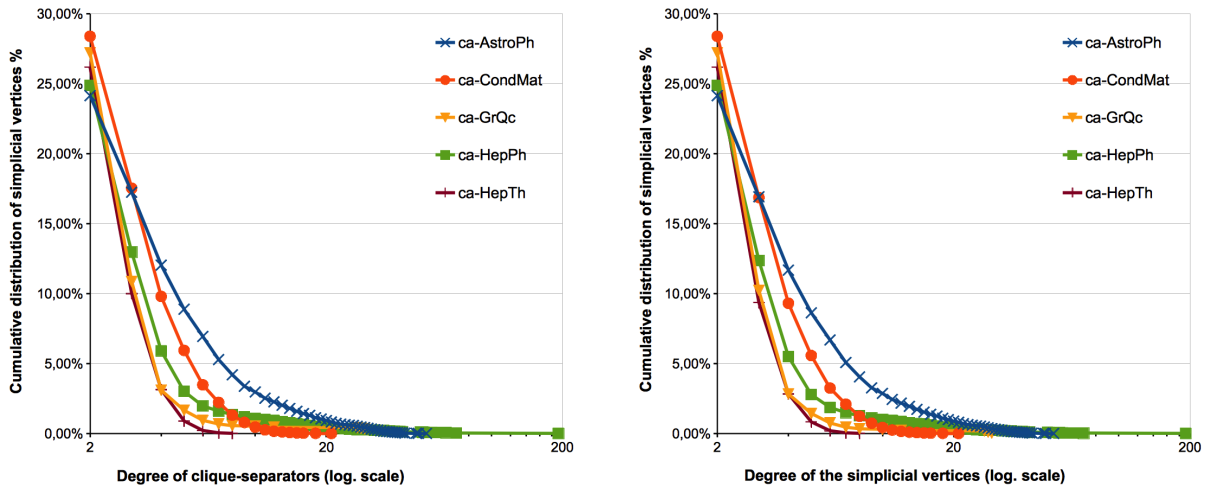 30,00%
25,00%
20,00%
15,00%
10,00%
5,00%
0,00%
2
20
200
Cumulative distribution of simplicial vertices %
Degree of clique-separators (log. scale)
ca-AstroPh
ca-CondMat
ca-GrQc
ca-HepPh
ca-HepTh
30,00%
25,00%
20,00%
15,00%
10,00%
5,00%
0,00%
2
20
200
Cumulative distribution of simplicial vertices %
Degree of the simplicial vertices (log. scale)
ca-AstroPh
ca-CondMat
ca-GrQc
ca-HepPh
ca-HepTh